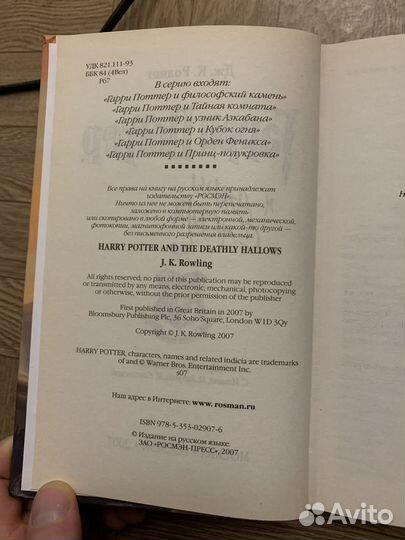 УДК 821.111-93
ББК 84 (4Вел)
Р67
В серию входят:
«Гарри Поттер и философский камень»
«Гарри Поттер и Тайная комната»
«Гарри Поттер и узник Азкабана»
«Гарри Поттер и Кубок огня»
«Гарри Поттер и Орден Феникса»
«Гарри Поттер и Принц-полукровка»
Все права на книгу на русском языке принадлежат
издательству «РОСМЭН».
Ничто из нее не может быть перепечатано,
заложено в компьютерную память
или скопировано в любой форме — электронной, механической,
фотокопии, магнитофонной записи или какой-то другой —
без письменного разрешения владельца.
HARRY POTTER AND THE DEATHLY HALLOWS
J. K. Rowling
All rights reserved; no part of this publication may be reproduced
or transmitted by any means, electronic, mechanical, photocopying
or otherwise, without the prior permission of the publisher
First published in Great Britain in 2007 by
Bloomsbury Publishing Plc, 36 Soho Square, London W1D 3Qy
Copyright © J. K. Rowling 2007
HARRY POTTER, characters, names and related indicia are trademarks
of and © Warner Bros. Entertainment Inc.
s07
Наш адрес в Интернете: www.rosman.ru
ISBN 978-5-353-02907-6
© Издание на русском языке.
ЗАО «РОСМЭН-ПРЕСС», 2007
Avito